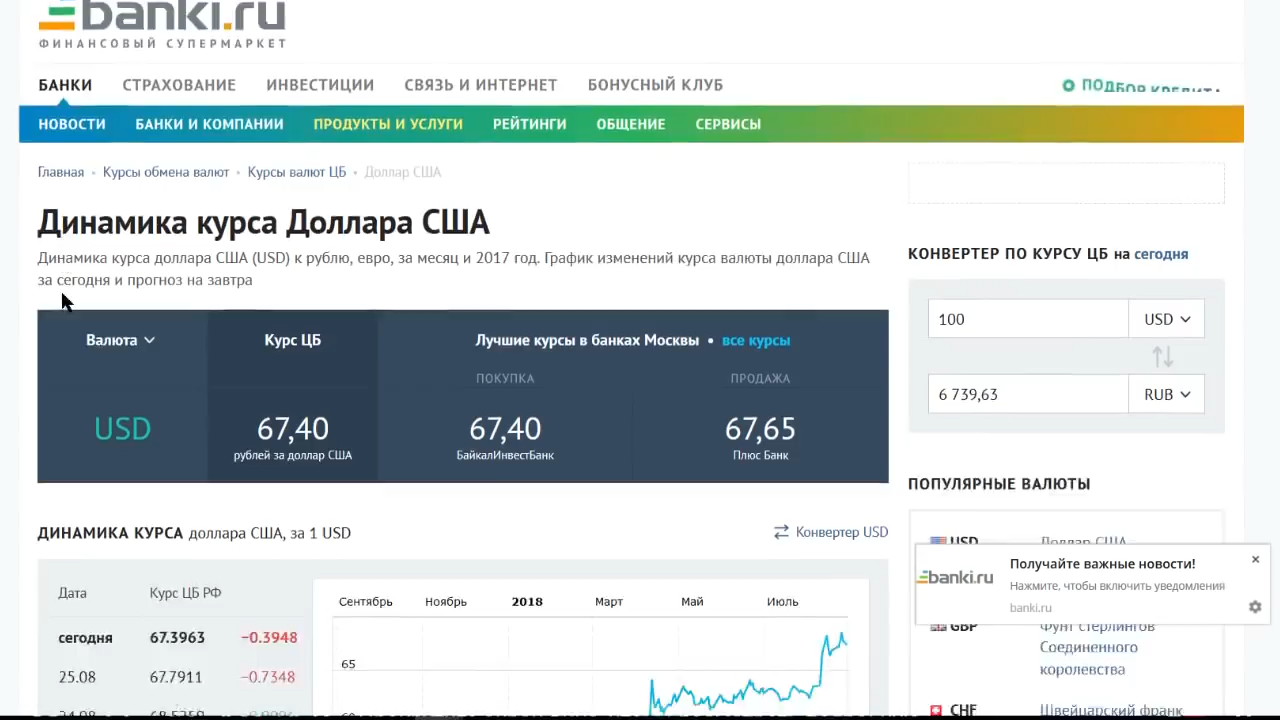 banki.ru
ФИНАНСОВЫЙ СУПЕРМАРКЕТ
БАНКИ СТРАХОВАНИЕ ИНВЕСТИЦИИ СВЯЗЬ И ИНТЕРНЕТ БОНУСНЫЙ КЛУБ ПОДБОР КРЕДИТА
НОВОСТИ БАНКИ И КОМПАНИИ ПРОДУКТЫ И УСЛУГИ РЕЙТИНГИ ОБЩЕНИЕ СЕРВИСЫ
Главная • Курсы обмена валют • Курсы валют ЦБ • Доллар США
Динамика курса Доллара США
Динамика курса доллара США (USD) к рублю, евро, за месяц и 2017 год. График изменений курса валюты доллара США
за сегодня и прогноз на завтра
Валюта Курс ЦБ Лучшие курсы в банках Москвы • все курсы
ПОКУПКА ПРОДАЖА
USD 67,40 67,40 67,65
рублей за доллар США БайкалИнвестБанк Плюс Банк
ДИНАМИКА КУРСА доллара США, за 1 USD Конвертер USD
Дата Курс ЦБ РФ
сегодня 67.3963 −0.3948
25.08 67.7911 −0.7348
Сентябрь Ноябрь 2018 Март Май Июль
65
КОНВЕРТЕР ПО КУРСУ ЦБ на сегодня
100 USD
6 739,63 RUB
ПОПУЛЯРНЫЕ ВАЛЮТЫ
USD Доллар США
banki.ru
Получайте важные новости!
Нажмите, чтобы включить уведомления
banki.ru
GBP Фунт стерлингов
Соединенного
королевства
CHF Швейцарский франк